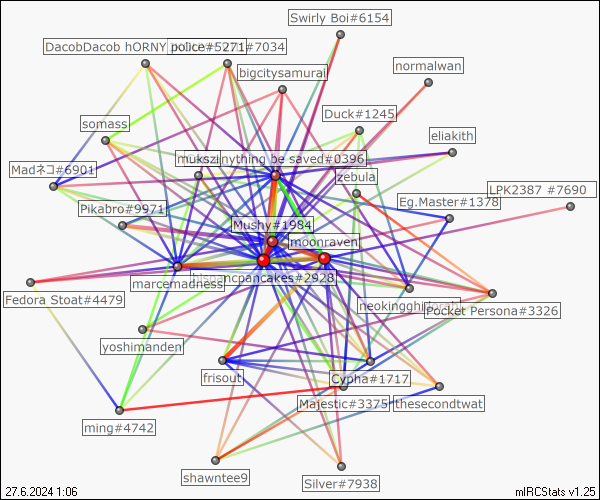 Swirly Boi#6154
DacobDacob hORNY police#5271
#7034
normalwan
bigcitysamurai
Duck#1245
somass
eliakith
mukszi
anything be saved#0396
Madネコ#6901
zebula
LPK2387 #7690
Eg.Master#1378
Pikabro#9971
Mushy#1984
moonraven
marcemadness
ncpancakes#2928
Fedora Stoat#4479
Pocket Persona#3326
yoshimanden
frisout
Cypha#1717
Majestic#3375
thesecondtwat
ming#4742
shawntee9
Silver#7938
27.6.2024 1:06
mIRCStats v1.25